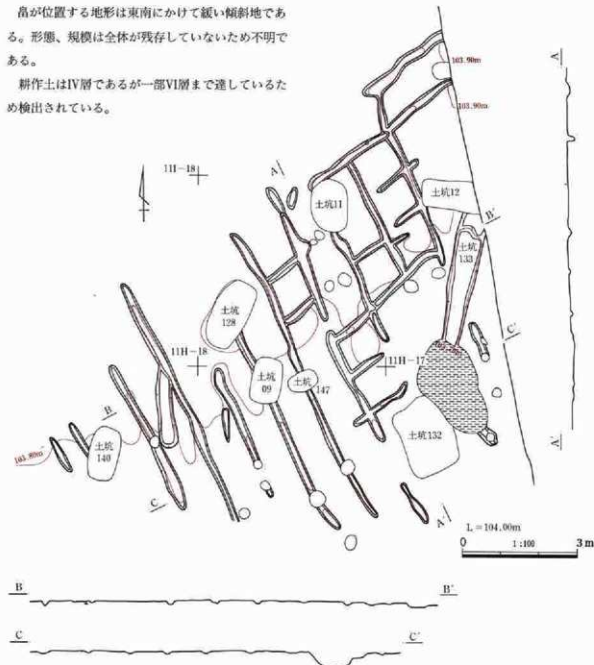 畠が位置する地形は東南にかけて緩い傾斜地であ
る。形態、規模は全体が残存していないため不明で
ある。
耕作土はIV層であるが一部VI層まで達しているた
め検出されている。
103.90m
103.90m
A
11I-18
A
土坑11
土坑12
B'
土坑
133
土坑
128
11H-18
11H-17
C'
土坑
09
土坑
147
B
土坑
140
土坑132
103.80m
C
A'
A'
L=104.00m
0
1:100
3m
B
B'
C
C'